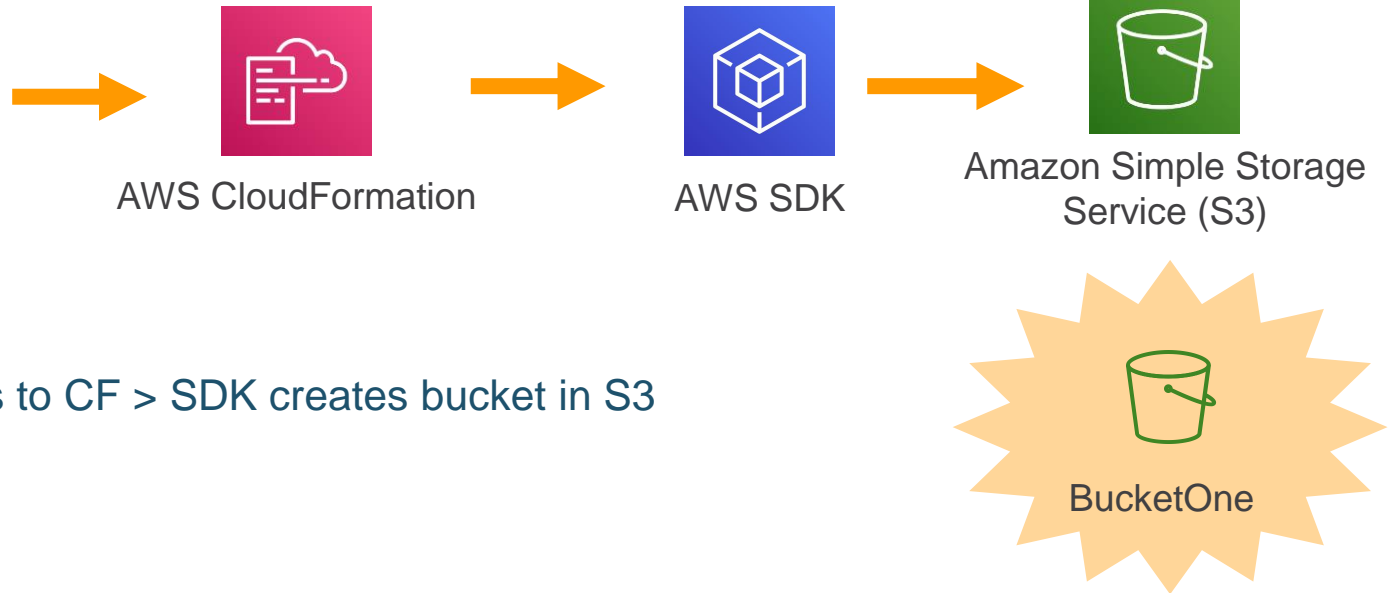 AWS CloudFormation
AWS SDK
Amazon Simple Storage
Service (S3)
s to CF > SDK creates bucket in S3
BucketOne